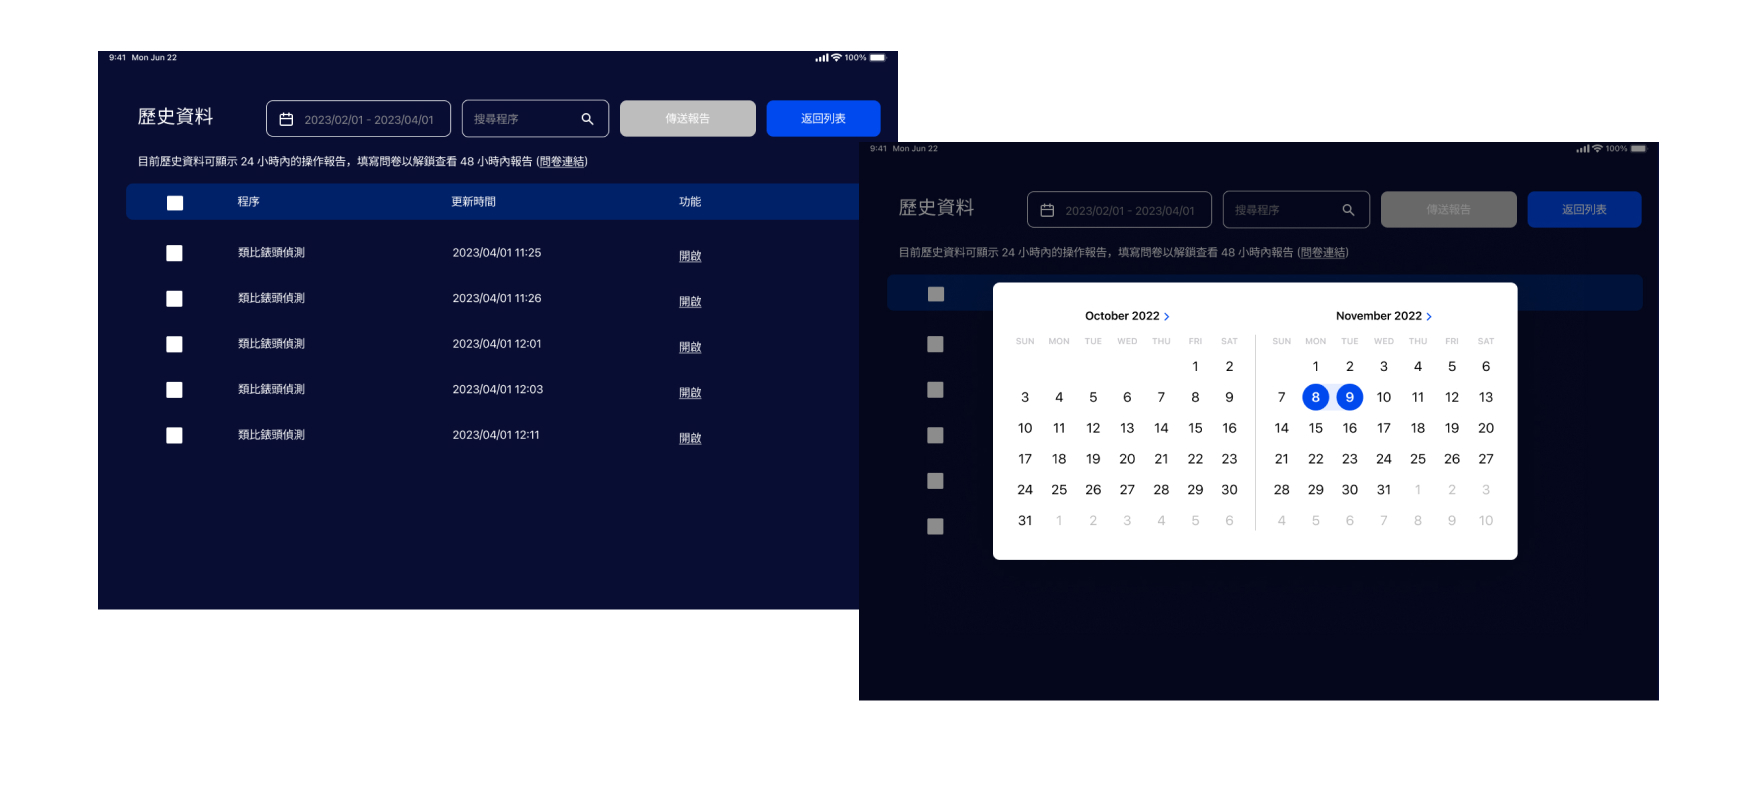 9:41 Mon Jun 22
100%
歷史資料
2023/02/01 - 2023/04/01
搜尋程序
傳送報告
返回列表
目前歷史資料可顯示 24 小時內的操作報告，填寫問卷以解鎖查看 48 小時內報告 (問卷連結)
程序 更新時間 功能
類比錶頭偵測 2023/04/01 11:25 開啟
類比錶頭偵測 2023/04/01 11:26 開啟
類比錶頭偵測 2023/04/01 12:01 開啟
類比錶頭偵測 2023/04/01 12:03 開啟
類比錶頭偵測 2023/04/01 12:11 開啟
9:41 Mon Jun 22
100%
歷史資料
2023/02/01 - 2023/04/01
搜尋程序
傳送報告
返回列表
目前歷史資料可顯示 24 小時內的操作報告，填寫問卷以解鎖查看 48 小時內報告 (問卷連結)
October 2022 >
SUN MON TUE WED THU FRI SAT
1 2
3 4 5 6 7 8 9
10 11 12 13 14 15 16
17 18 19 20 21 22 23
24 25 26 27 28 29 30
31 1 2 3 4 5 6
November 2022 >
SUN MON TUE WED THU FRI SAT
1 2 3 4 5 6
7 8 9 10 11 12 13
14 15 16 17 18 19 20
21 22 23 24 25 26 27
28 29 30 31 1 2 3
4 5 6 7 8 9 10